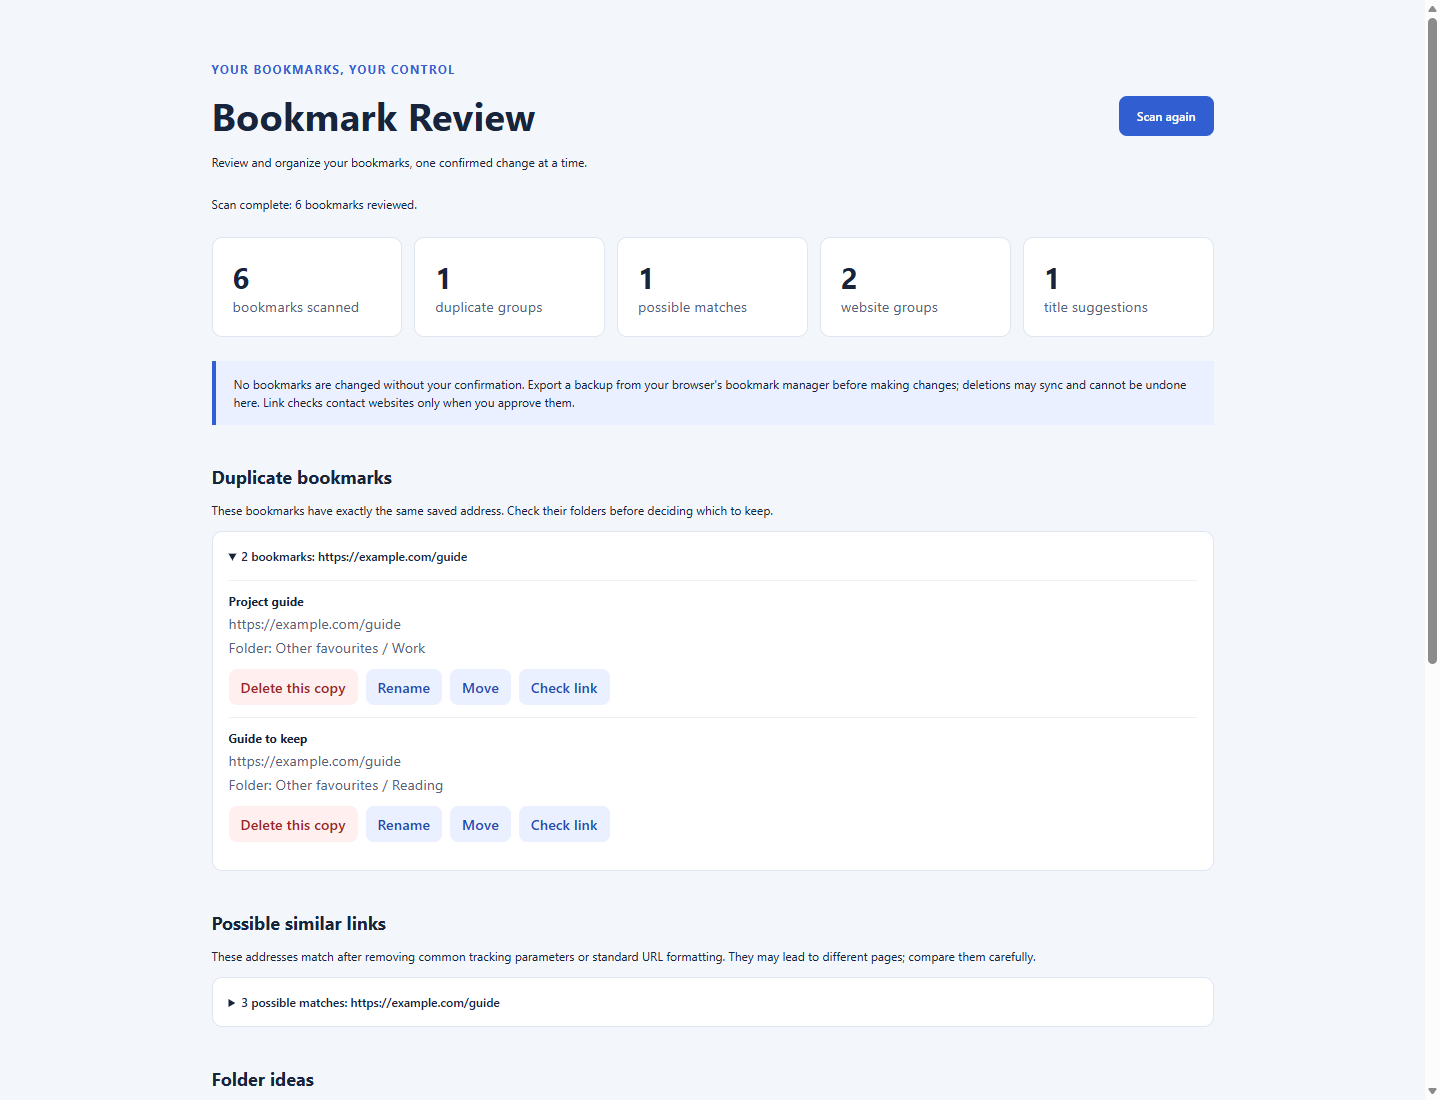 YOUR BOOKMARKS, YOUR CONTROL
Bookmark Review
Scan again
Review and organize your bookmarks, one confirmed change at a time.
Scan complete: 6 bookmarks reviewed.
6
bookmarks scanned
1
duplicate groups
1
possible matches
2
website groups
1
title suggestions
No bookmarks are changed without your confirmation. Export a backup from your browser's bookmark manager before making changes; deletions may sync and cannot be undone
here. Link checks contact websites only when you approve them.
Duplicate bookmarks
These bookmarks have exactly the same saved address. Check their folders before deciding which to keep.
2 bookmarks: https://example.com/guide
Project guide
https://example.com/guide
Folder: Other favourites / Work
Delete this copy Rename Move Check link
Guide to keep
https://example.com/guide
Folder: Other favourites / Reading
Delete this copy Rename Move Check link
Possible similar links
These addresses match after removing common tracking parameters or standard URL formatting. They may lead to different pages; compare them carefully.
3 possible matches: https://example.com/guide
Folder ideas